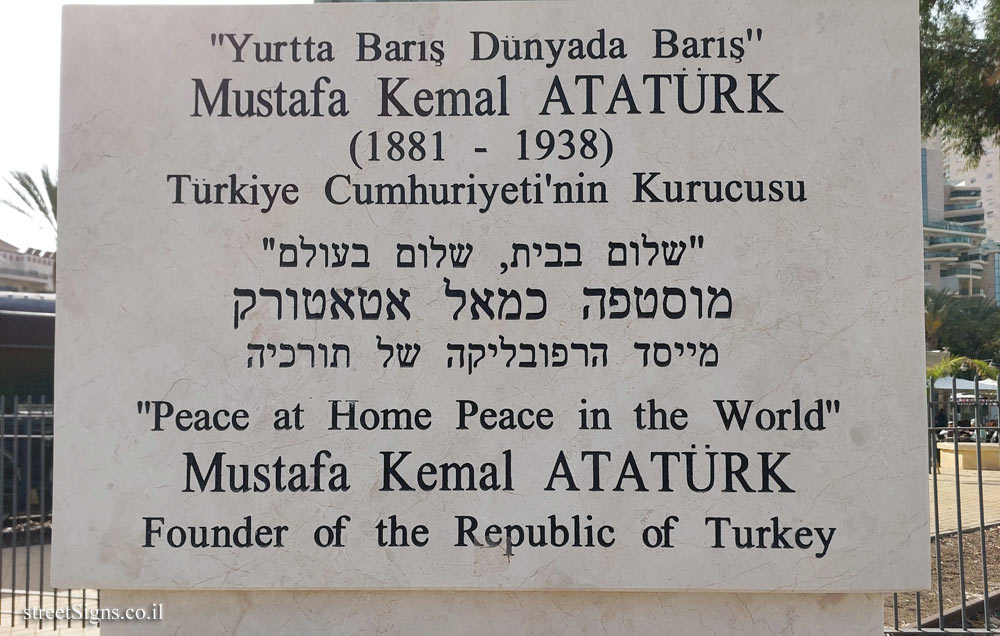 "Yurtta Barış Dünyada Barış"
Mustafa Kemal ATATÜRK
(1881 - 1938)
Türkiye Cumhuriyeti'nin Kurucusu
"שלום בבית, שלום בעולם"
מוסטפה כמאל אטאטורק
מייסד הרפובליקה של תורכיה
"Peace at Home Peace in the World"
Mustafa Kemal ATATÜRK
Founder of the Republic of Turkey
streetSigns.co.il